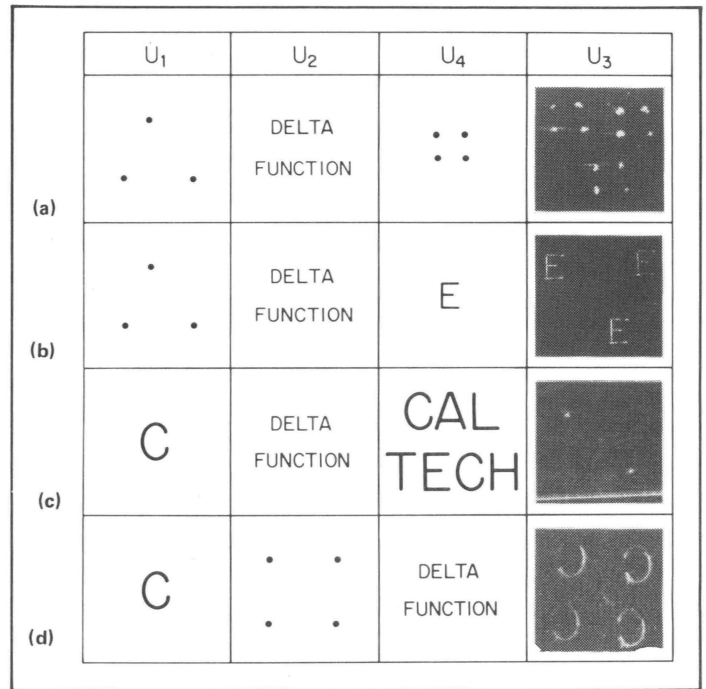 U₁ U₂ U₄ U₃
(a)
DELTA
FUNCTION
(b)
DELTA
FUNCTION
E
E E
E
(c)
C
DELTA
FUNCTION
CAL
TECH
(d)
C
DELTA
FUNCTION